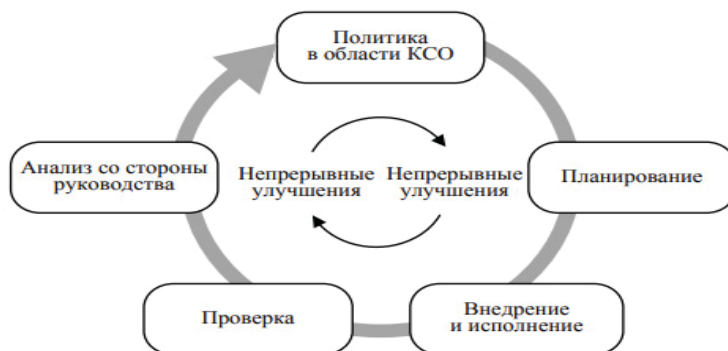 Политика
в области КСО
Анализ со стороны
руководства
Непрерывные
улучшения
Непрерывные
улучшения
Планирование
Проверка
Внедрение
и исполнение